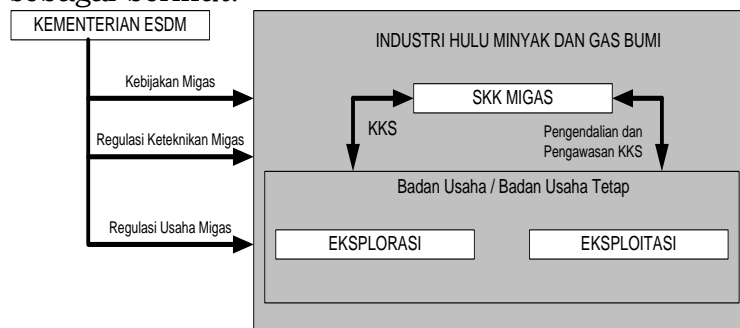 sebagai berikut:
KEMENTERIAN ESDM
INDUSTRI HULU MINYAK DAN GAS BUMI
Kebijakan Migas
SKK MIGAS
KKS
Pengendalian dan
Pengawasan KKS
Regulasi Keteknikan Migas
Badan Usaha / Badan Usaha Tetap
Regulasi Usaha Migas
EKSPLORASI
EKSPLOITASI